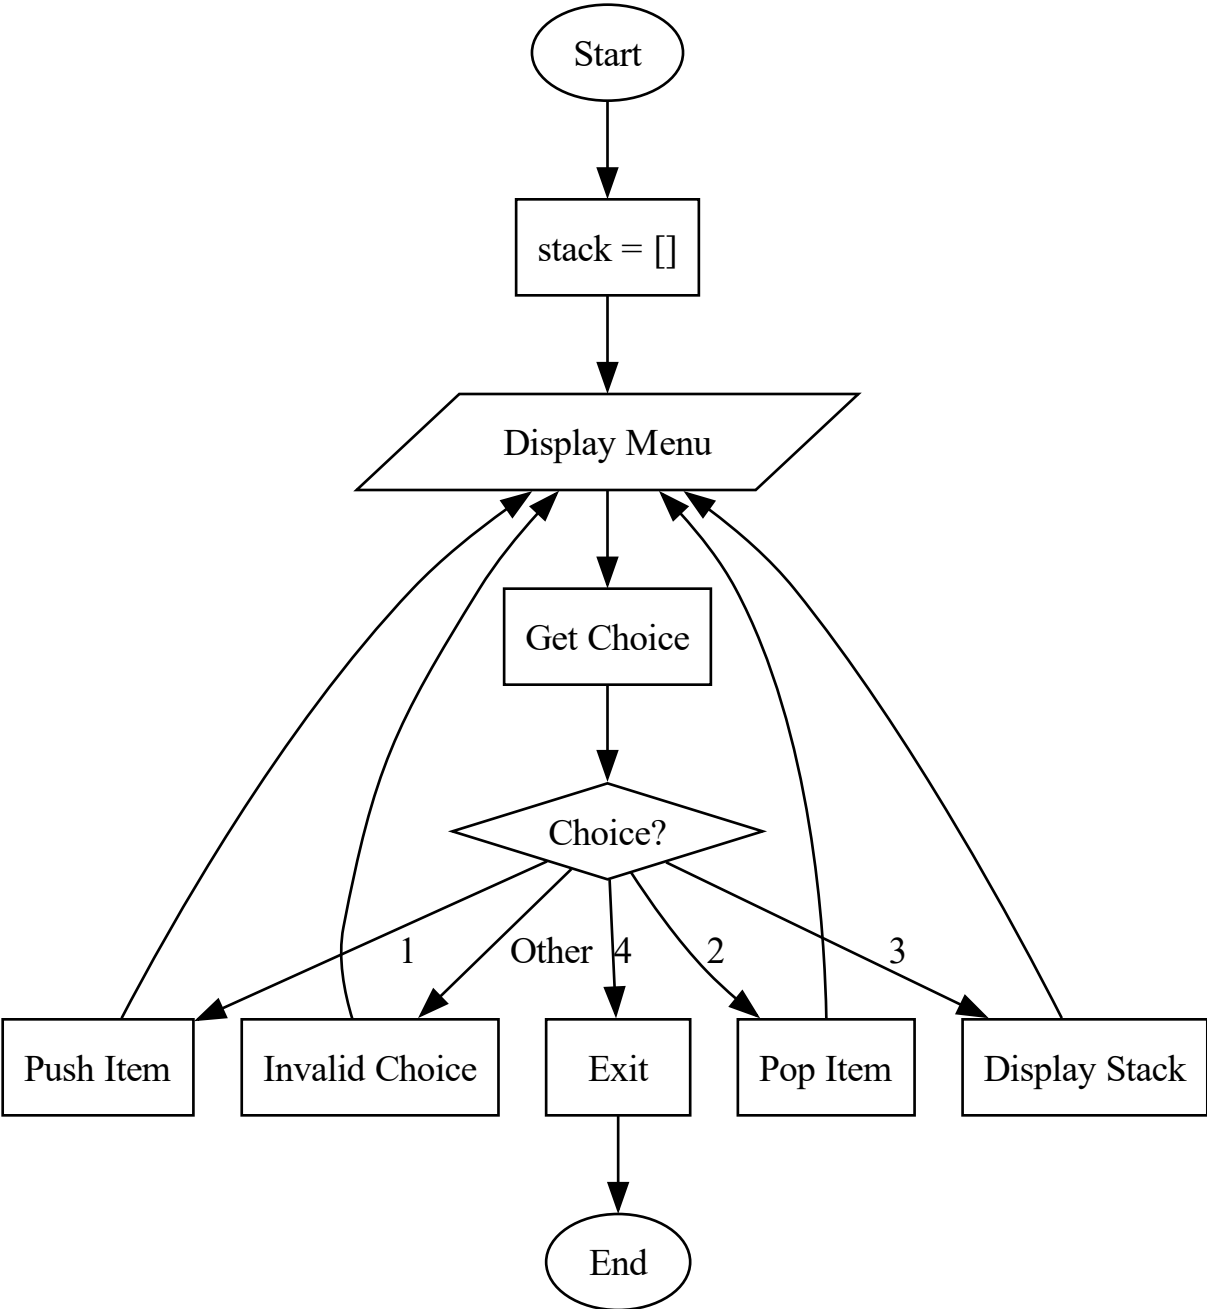 Start
stack = []
Display Menu
Get Choice
Choice?
1
Other
4
2
3
Push Item
Invalid Choice
Exit
Pop Item
Display Stack
End